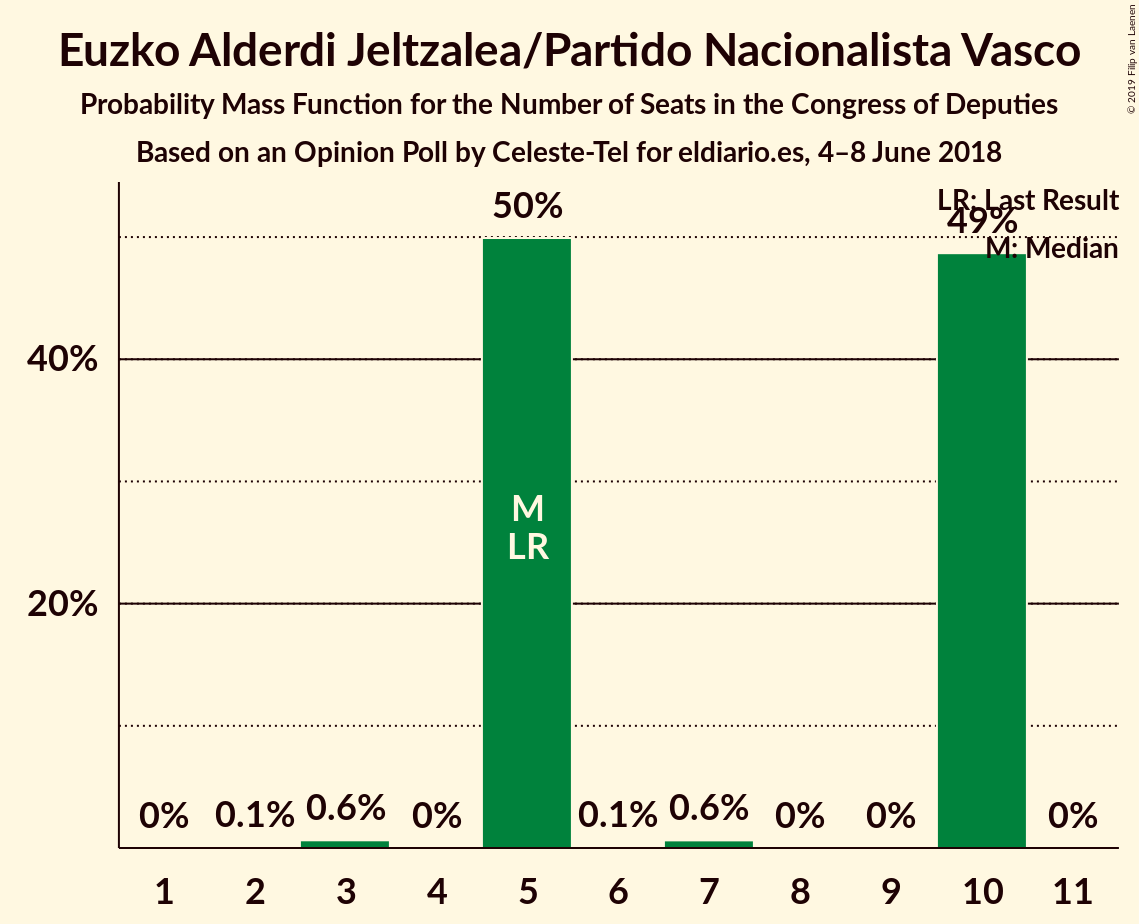 Euzko Alderdi Jeltzalea/Partido Nacionalista Vasco
Probability Mass Function for the Number of Seats in the Congress of Deputies
Based on an Opinion Poll by Celeste-Tel for eldiario.es, 4–8 June 2018
© 2019 Filip van Laenen
LR: Last Result
M: Median
50%
49%
40%
M
LR
20%
0% 0.1% 0.6% 0% 0.1% 0.6% 0% 0% 0%
1 2 3 4 5 6 7 8 9 10 11